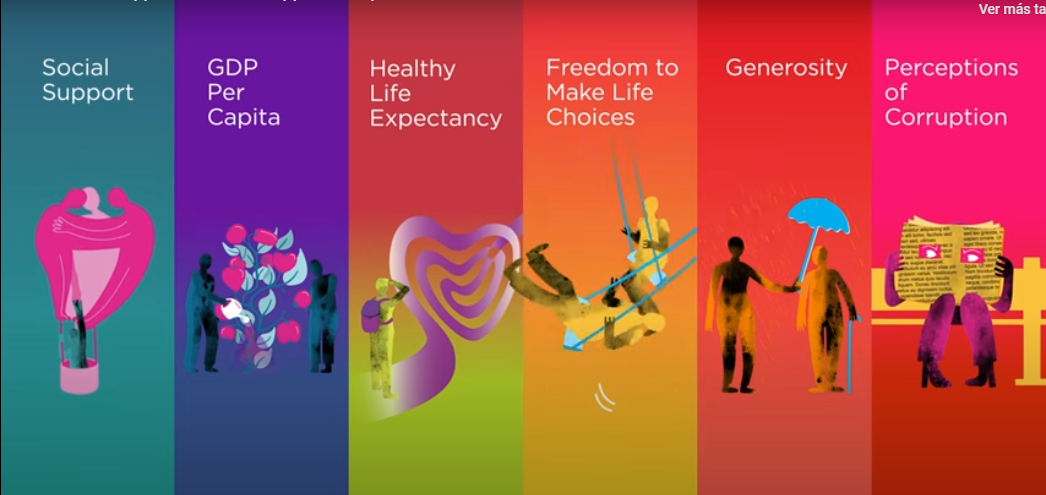 Ver más ta
Social
Support
GDP
Per
Capita
Healthy
Life
Expectancy
Freedom to
Make Life
Choices
Generosity
Perceptions
of
Corruption